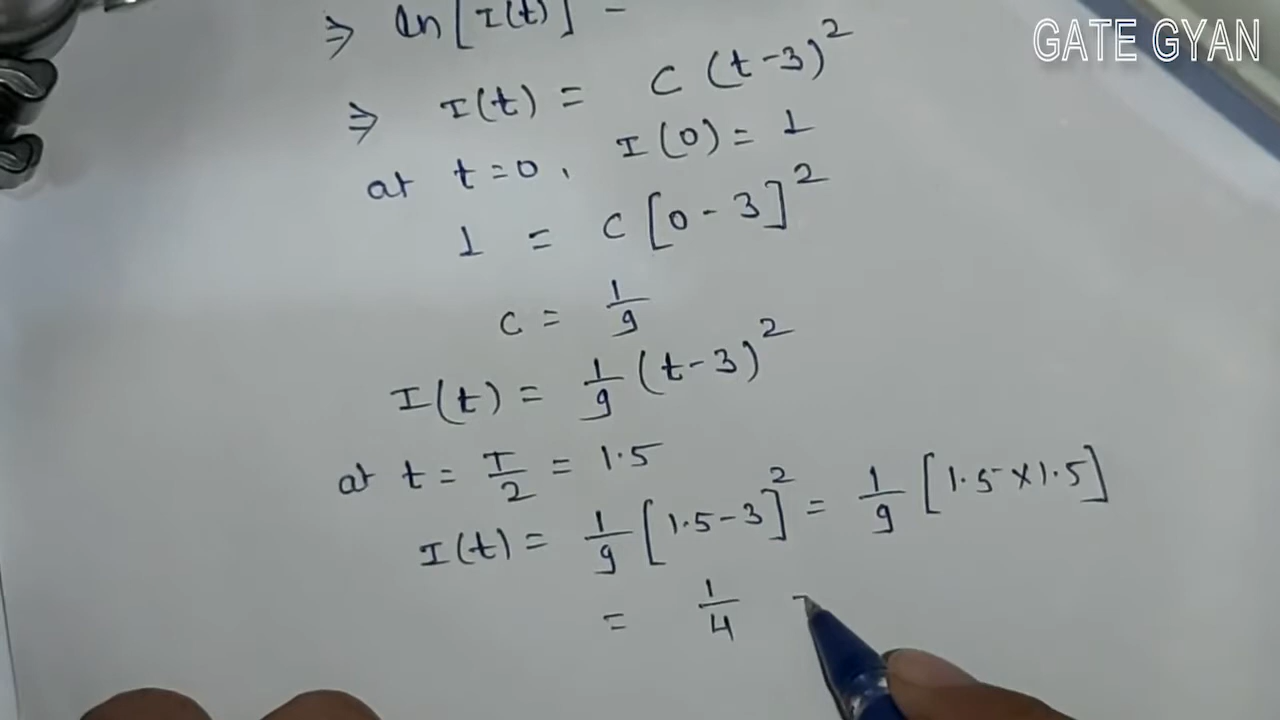 GATE GYAN
⇒ ln[I(t)] =
⇒ I(t) = C (t-3)²
at t=0, I(0) = 1
1 = C[0-3]²
C = 1/9
I(t) = 1/9 (t-3)²
at t = T/2 = 1.5
I(t) = 1/9 [1.5-3]² = 1/9 [1.5×1.5]
= 1/4